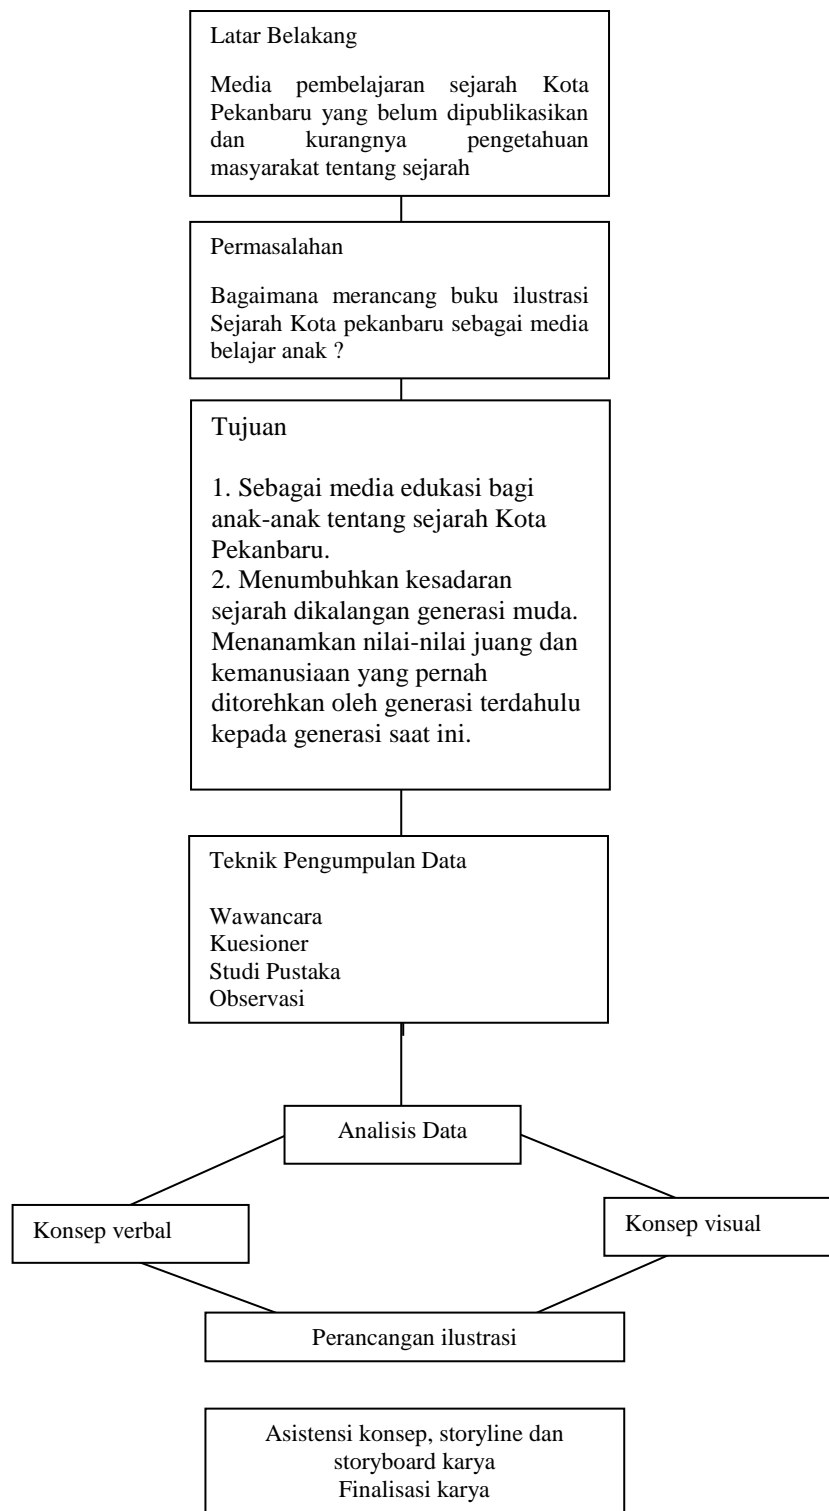 Latar Belakang
Media pembelajaran sejarah Kota
Pekanbaru yang belum dipublikasikan
dan kurangnya pengetahuan
masyarakat tentang sejarah
Permasalahan
Bagaimana merancang buku ilustrasi
Sejarah Kota pekanbaru sebagai media
belajar anak ?
Tujuan
1. Sebagai media edukasi bagi
anak-anak tentang sejarah Kota
Pekanbaru.
2. Menumbuhkan kesadaran
sejarah dikalangan generasi muda.
Menanamkan nilai-nilai juang dan
kemanusiaan yang pernah
ditorehkan oleh generasi terdahulu
kepada generasi saat ini.
Teknik Pengumpulan Data
Wawancara
Kuesioner
Studi Pustaka
Observasi
Analisis Data
Konsep verbal
Konsep visual
Perancangan ilustrasi
Asistensi konsep, storyline dan
storyboard karya
Finalisasi karya